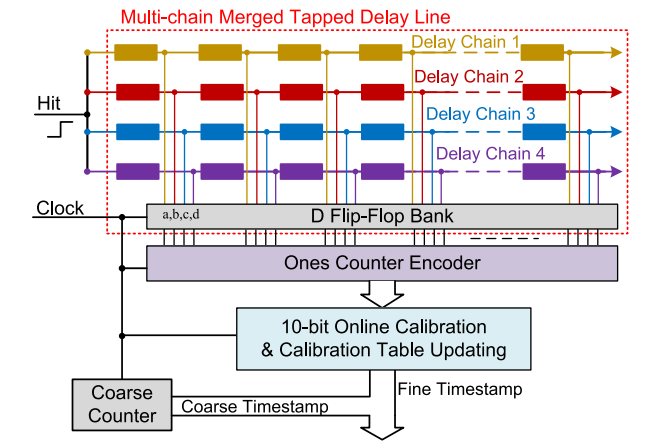 Multi-chain Merged Tapped Delay Line
Delay Chain 1
Delay Chain 2
Hit
Delay Chain 3
Delay Chain 4
Clock
a,b,c,d
D Flip-Flop Bank
Ones Counter Encoder
10-bit Online Calibration
& Calibration Table Updating
Coarse
Counter
Fine Timestamp
Coarse Timestamp